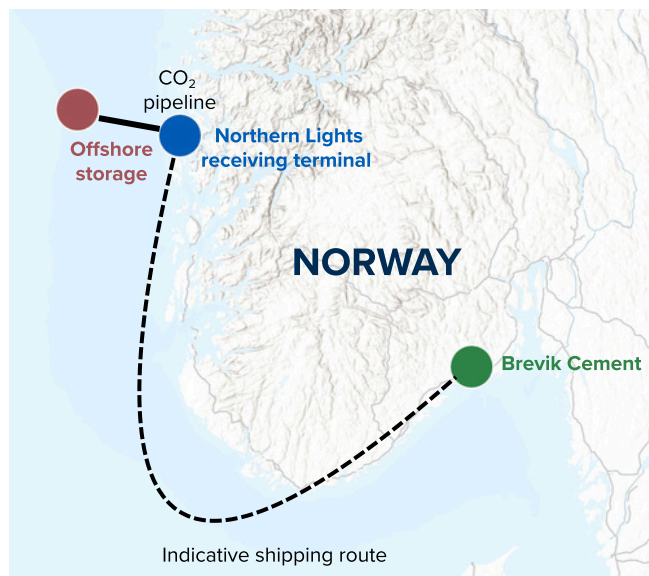 CO₂
pipeline
Offshore
storage
Northern Lights
receiving terminal
NORWAY
Brevik Cement
Indicative shipping route